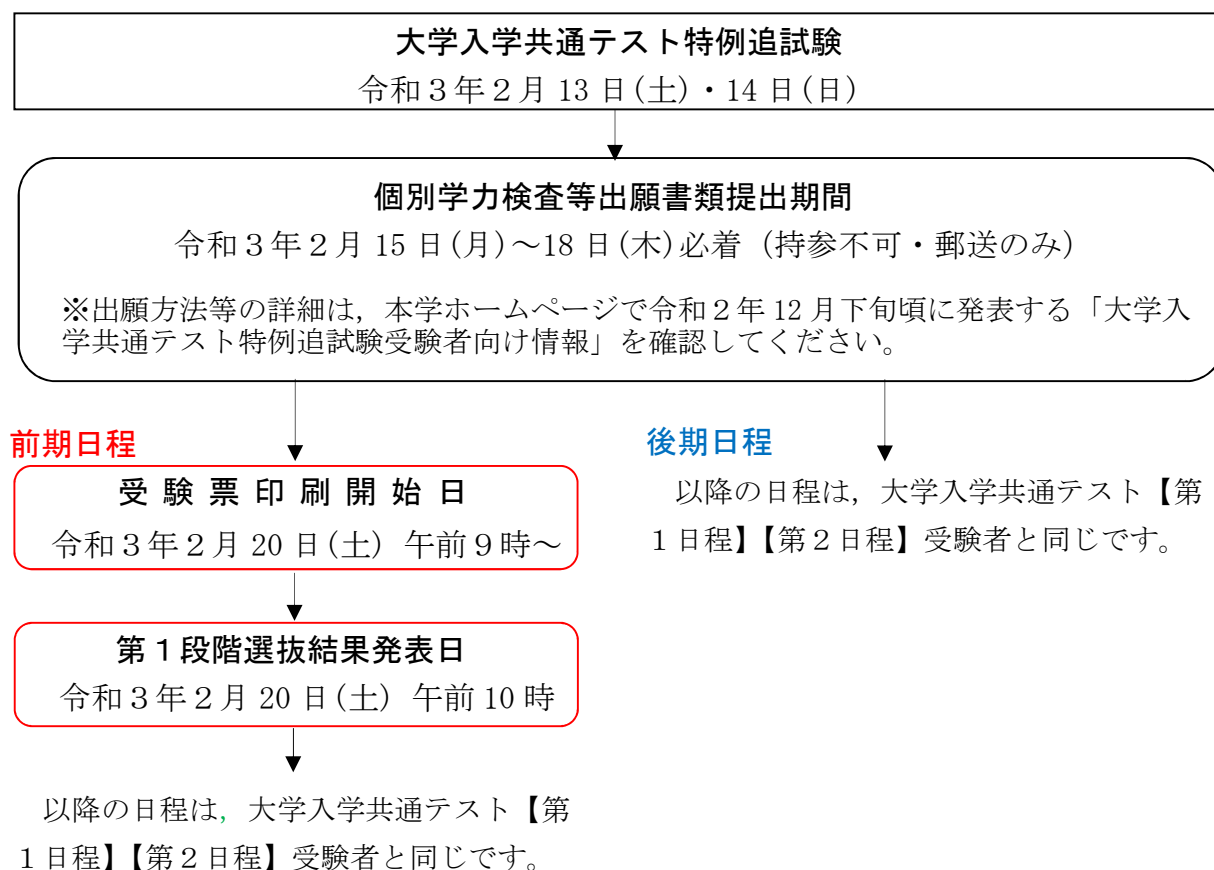 大学入学共通テスト特例追試験
令和３年２月 13 日(土)・14 日(日)
個別学力検査等出願書類提出期間
令和３年２月 15 日(月)～18 日(木)必着（持参不可・郵送のみ）
※出願方法等の詳細は，本学ホームページで令和２年 12 月下旬頃に発表する「大学入
学共通テスト特例追試験受験者向け情報」を確認してください。
前期日程
受 験 票 印 刷 開 始 日
令和３年２月 20 日(土) 午前９時～
第１段階選抜結果発表日
令和３年２月 20 日(土) 午前 10 時
以降の日程は，大学入学共通テスト【第
１日程】【第２日程】受験者と同じです。
後期日程
以降の日程は，大学入学共通テスト【第
１日程】【第２日程】受験者と同じです。